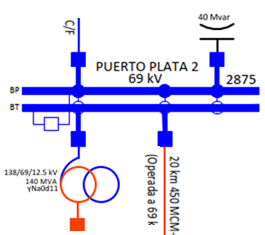 40 Mvar
C/F
PUERTO PLATA 2
69 kV
2875
BP
BT
138/69/12.5 kV
140 MVA
YNa0d11
20 km 450 MCM-
(Operada a 69 k